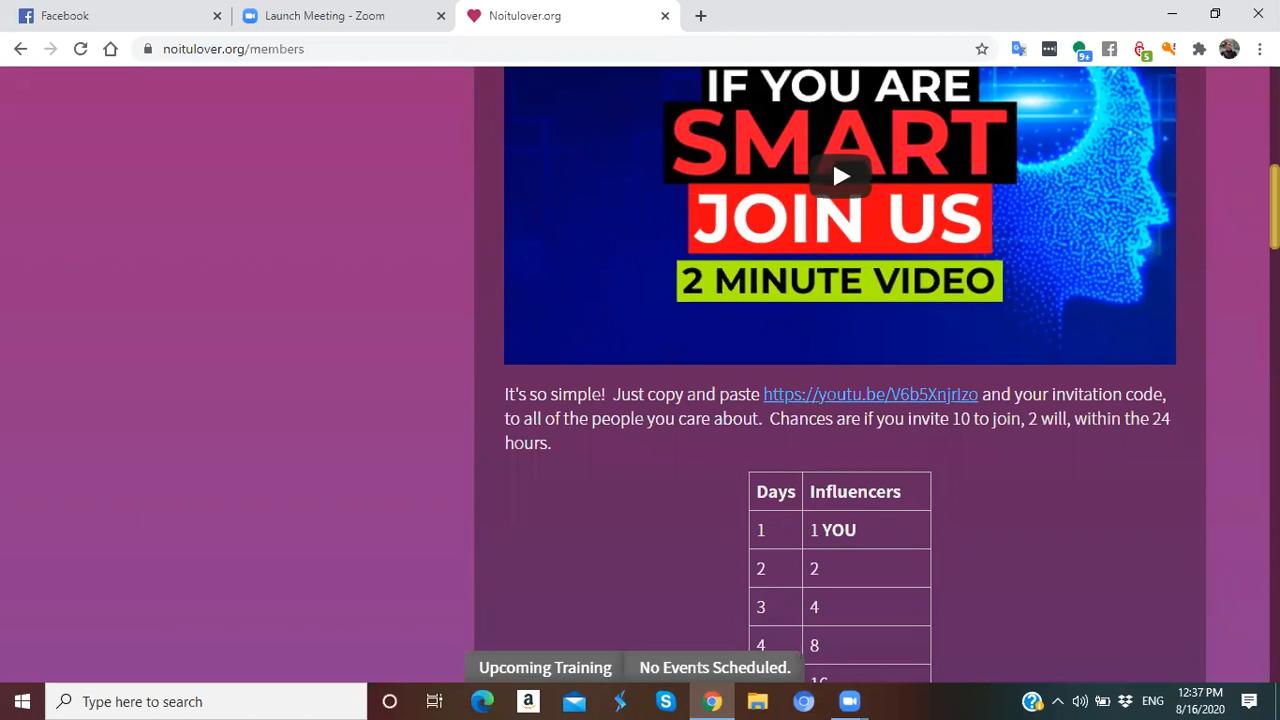 Facebook
Launch Meeting - Zoom
Noitulover.org
noitulover.org/members
9+
5
IF YOU ARE
SMART
JOIN US
2 MINUTE VIDEO
It's so simple! Just copy and paste https://youtu.be/V6b5XnjrIzo and your invitation code,
to all of the people you care about. Chances are if you invite 10 to join, 2 will, within the 24
hours.
Days Influencers
1 1 YOU
2 2
3 4
4 8
16
Upcoming Training No Events Scheduled.
Type here to search
ENG
12:37 PM
8/16/2020